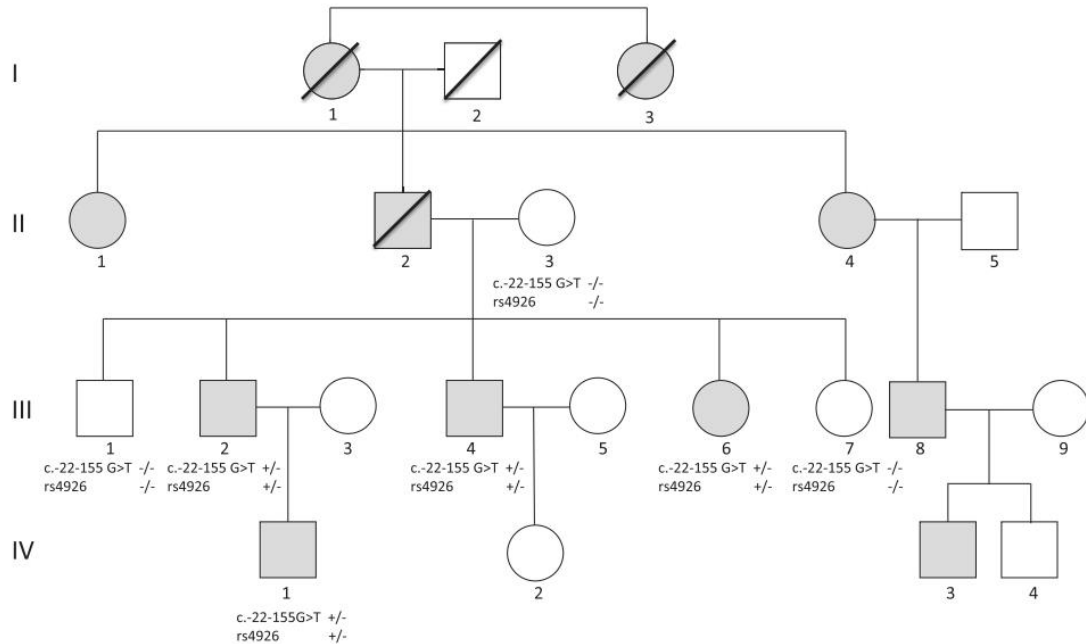 I
1
2
3
II
1
2
3
4
5
c.-22-155 G>T -/-
rs4926 -/-
III
1
2
3
4
5
6
7
8
9
c.-22-155 G>T -/-
rs4926 -/-
c.-22-155 G>T +/-
rs4926 +/-
c.-22-155 G>T +/-
rs4926 +/-
c.-22-155 G>T +/-
rs4926 +/-
c.-22-155 G>T -/-
rs4926 -/-
IV
1
2
3
4
c.-22-155G>T +/-
rs4926 +/-